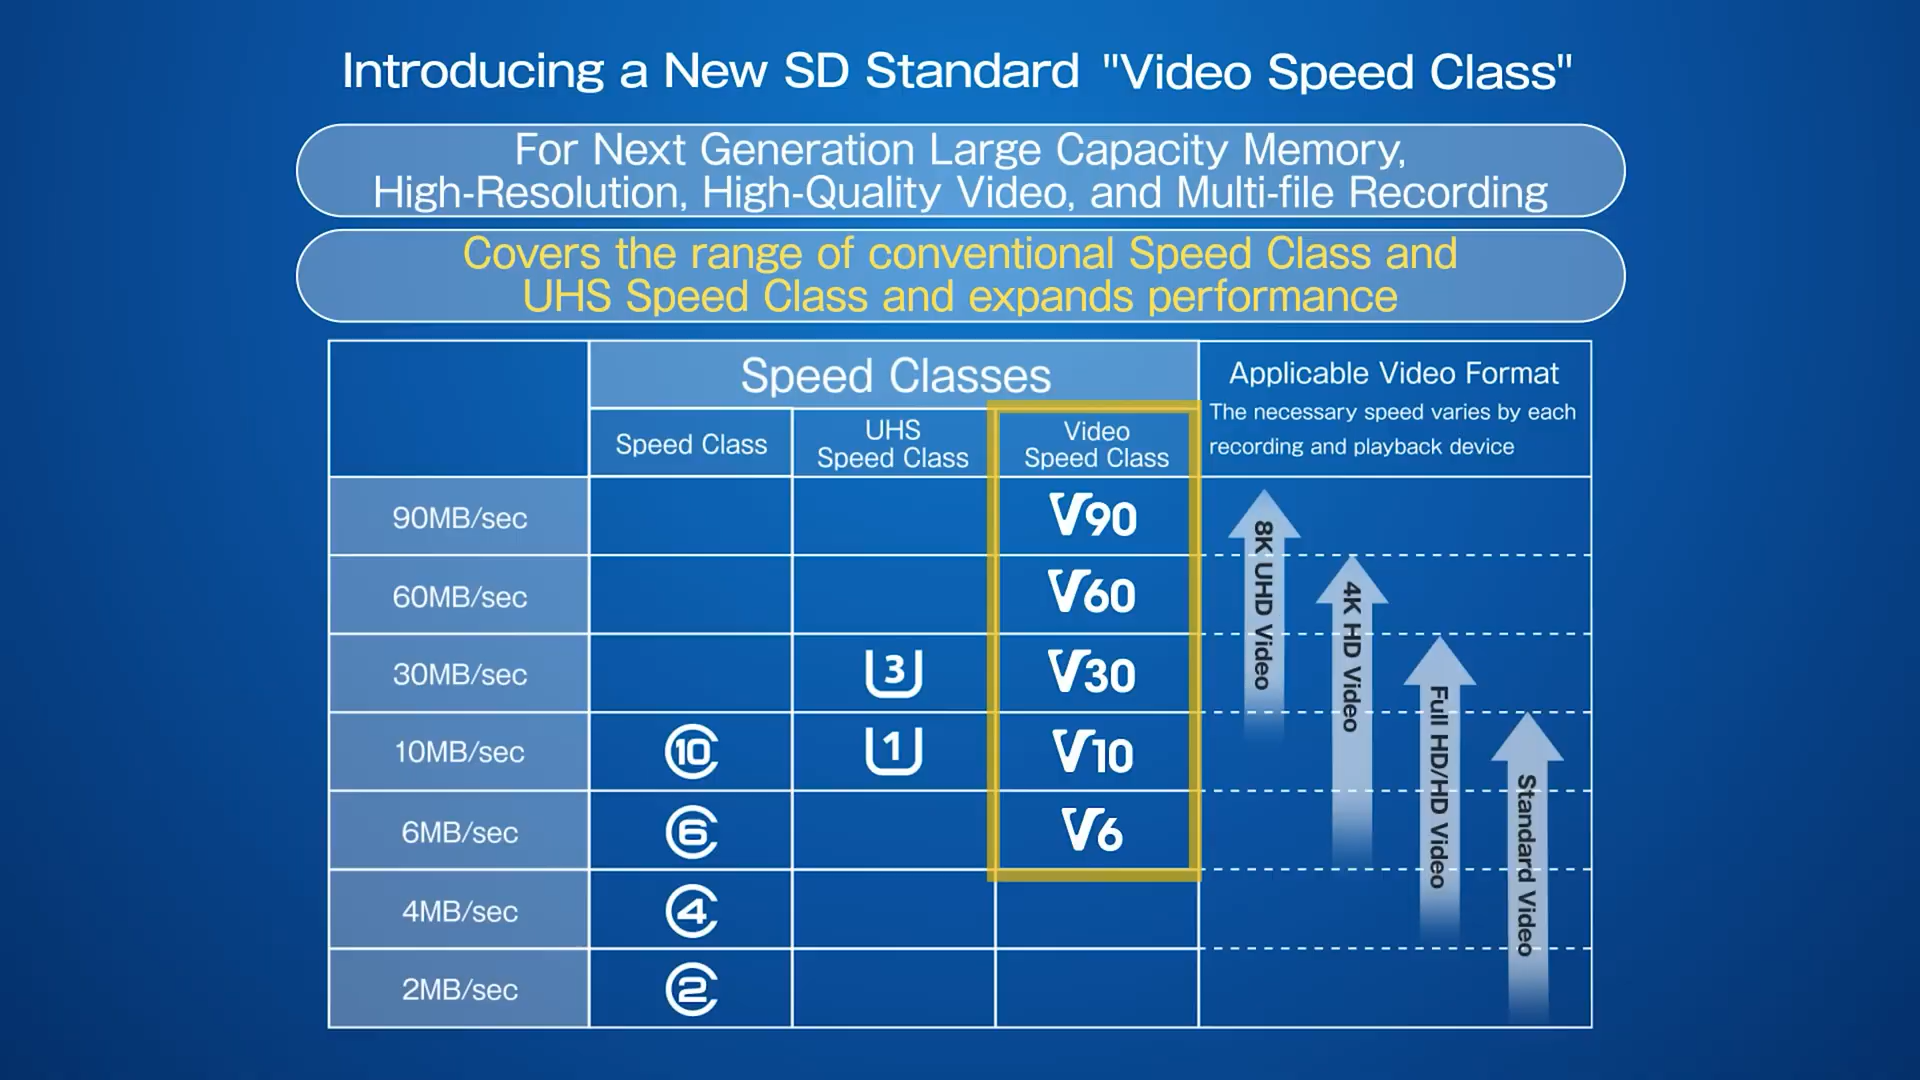 Introducing a New SD Standard "Video Speed Class"
For Next Generation Large Capacity Memory,
High-Resolution, High-Quality Video, and Multi-file Recording
Covers the range of conventional Speed Class and
UHS Speed Class and expands performance
Speed Classes
Applicable Video Format
The necessary speed varies by each
recording and playback device
Speed Class
UHS
Speed Class
Video
Speed Class
90MB/sec
V90
60MB/sec
V60
30MB/sec
3
V30
10MB/sec
10
1
V10
6MB/sec
6
V6
4MB/sec
4
2MB/sec
2
8K UHD Video
4K HD Video
Full HD/HD Video
Standard Video